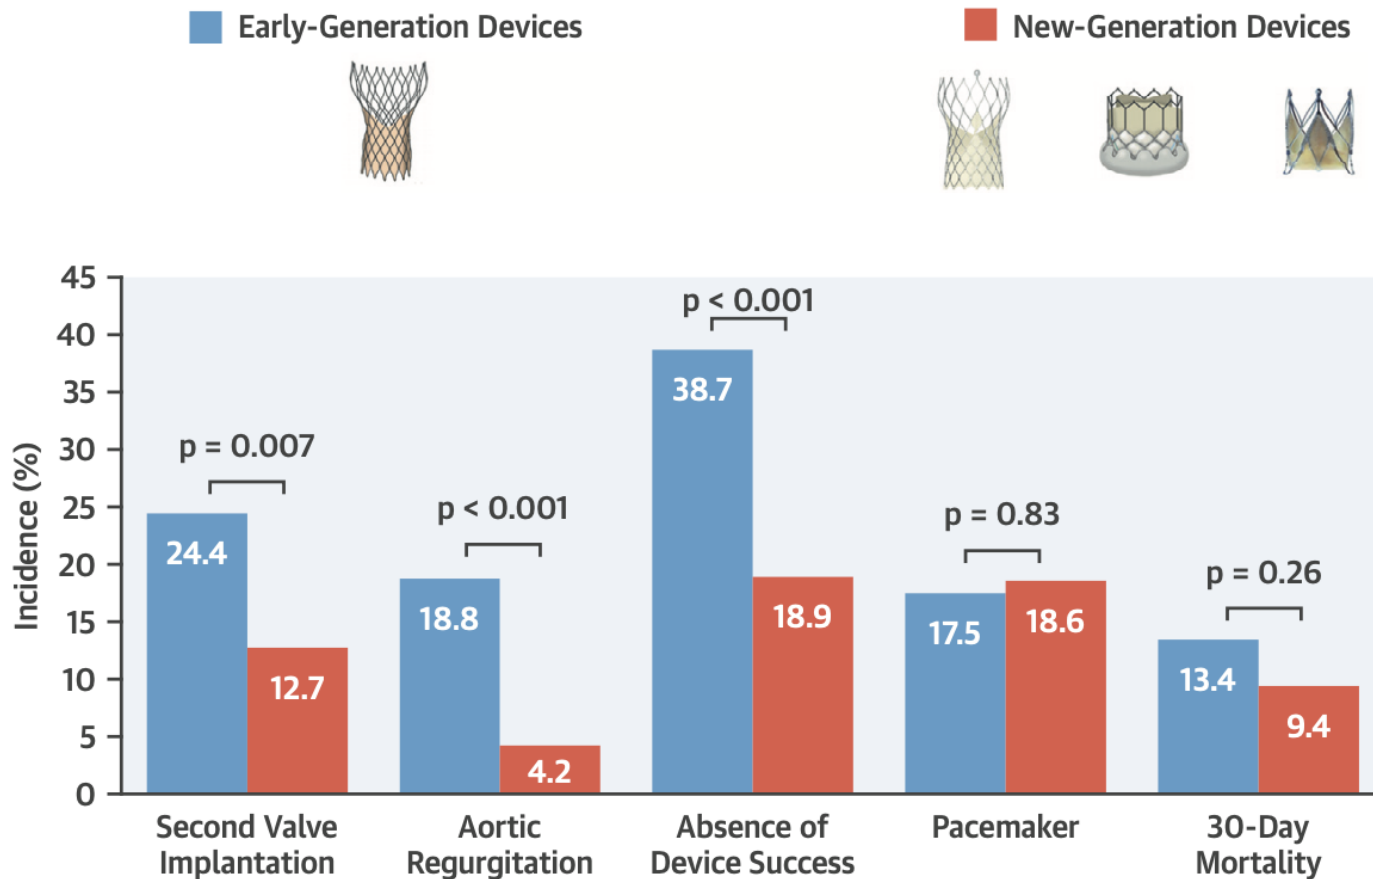 Early-Generation Devices
New-Generation Devices
Incidence (%)
45
40
35
30
25
20
15
10
5
0
p = 0.007
24.4
12.7
p < 0.001
18.8
4.2
p < 0.001
38.7
18.9
p = 0.83
17.5
18.6
p = 0.26
13.4
9.4
Second Valve
Implantation
Aortic
Regurgitation
Absence of
Device Success
Pacemaker
30-Day
Mortality